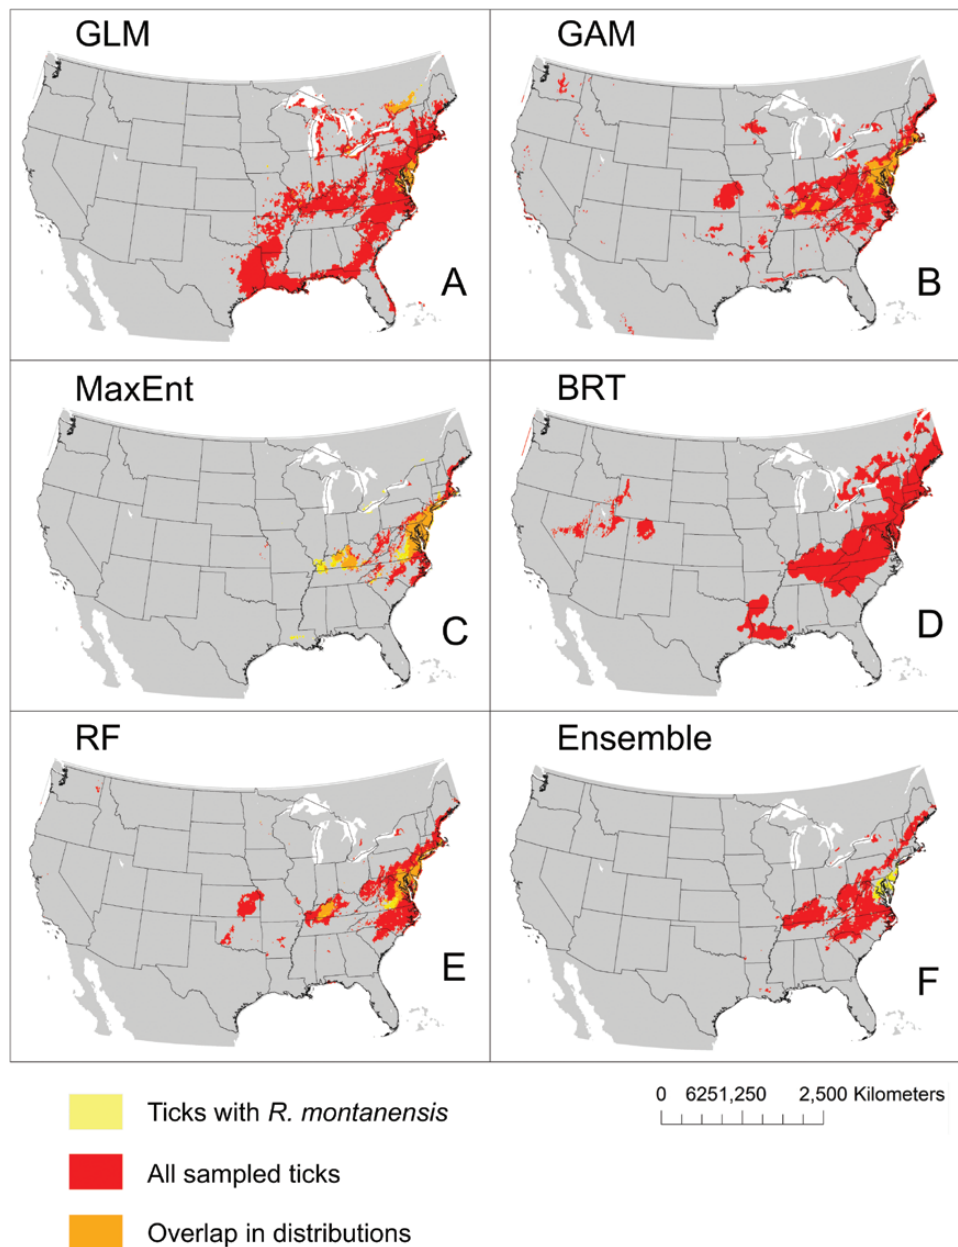 GLM
GAM
A
B
MaxEnt
BRT
C
D
RF
Ensemble
E
F
Ticks with R. montanensis
All sampled ticks
Overlap in distributions
0 6251,250 2,500 Kilometers